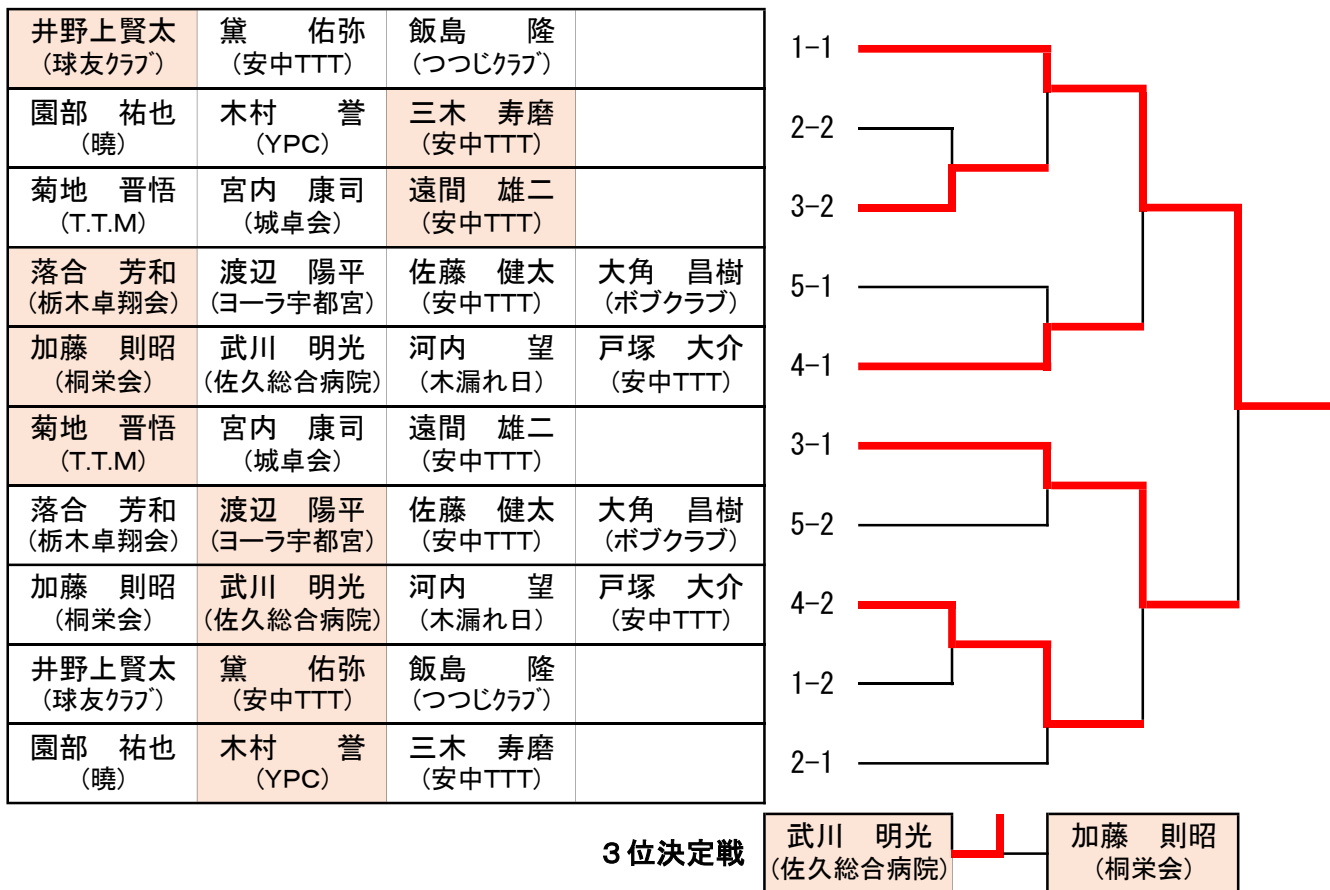 井野上賢太 黛 佑弥 飯島 隆
(球友ｸﾗﾌﾞ) (安中TTT) (つつじｸﾗﾌﾞ)
1-1
園部 祐也 木村 誉 三木 寿磨
(曉) (YPC) (安中TTT)
2-2
菊地 晋悟 宮内 康司 遠間 雄二
(T.T.M) (城卓会) (安中TTT)
3-2
落合 芳和 渡辺 陽平 佐藤 健太 大角 昌樹
(栃木卓翔会) (ヨーラ宇都宮) (安中TTT) (ボブクラブ)
5-1
加藤 則昭 武川 明光 河内 望 戸塚 大介
(桐栄会) (佐久総合病院) (木漏れ日) (安中TTT)
4-1
菊地 晋悟 宮内 康司 遠間 雄二
(T.T.M) (城卓会) (安中TTT)
3-1
落合 芳和 渡辺 陽平 佐藤 健太 大角 昌樹
(栃木卓翔会) (ヨーラ宇都宮) (安中TTT) (ボブクラブ)
5-2
加藤 則昭 武川 明光 河内 望 戸塚 大介
(桐栄会) (佐久総合病院) (木漏れ日) (安中TTT)
4-2
井野上賢太 黛 佑弥 飯島 隆
(球友ｸﾗﾌﾞ) (安中TTT) (つつじｸﾗﾌﾞ)
1-2
園部 祐也 木村 誉 三木 寿磨
(曉) (YPC) (安中TTT)
2-1
３位決定戦
武川 明光 加藤 則昭
(佐久総合病院) (桐栄会)